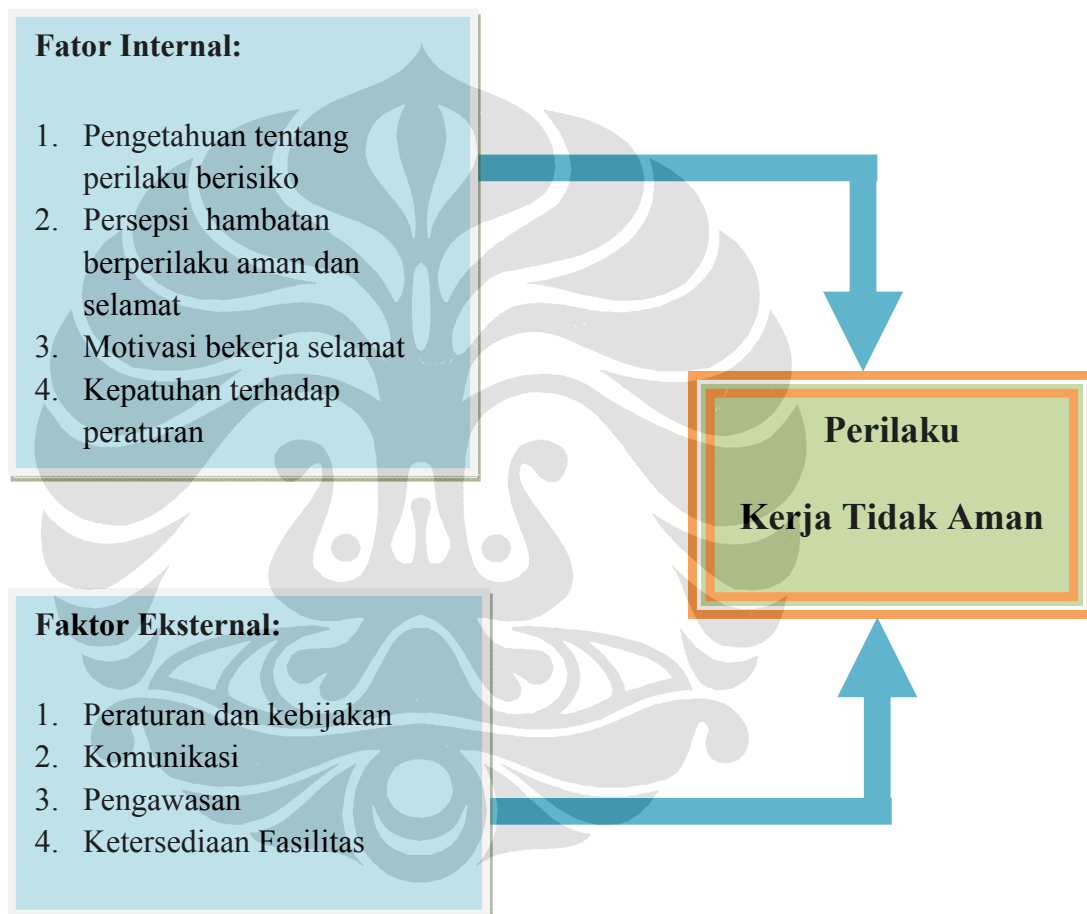 Fator Internal:
1. Pengetahuan tentang
perilaku berisiko
2. Persepsi hambatan
berperilaku aman dan
selamat
3. Motivasi bekerja selamat
4. Kepatuhan terhadap
peraturan
Perilaku
Kerja Tidak Aman
Faktor Eksternal:
1. Peraturan dan kebijakan
2. Komunikasi
3. Pengawasan
4. Ketersediaan Fasilitas